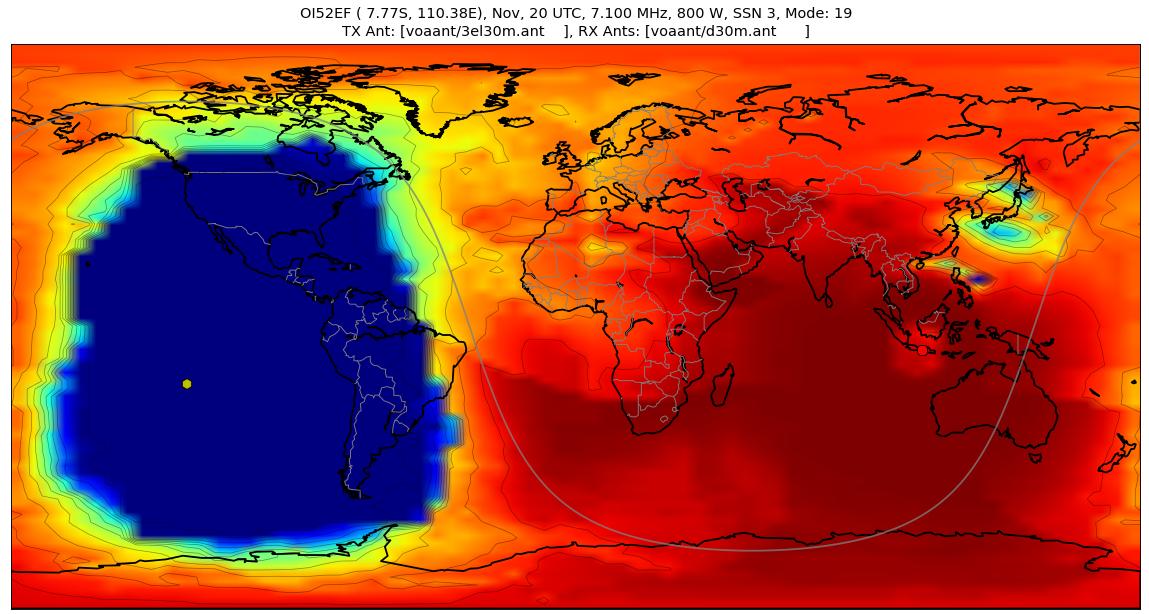 OI52EF ( 7.77S, 110.38E), Nov, 20 UTC, 7.100 MHz, 800 W, SSN 3, Mode: 19
TX Ant: [voaant/3el30m.ant    ], RX Ants: [voaant/d30m.ant      ]